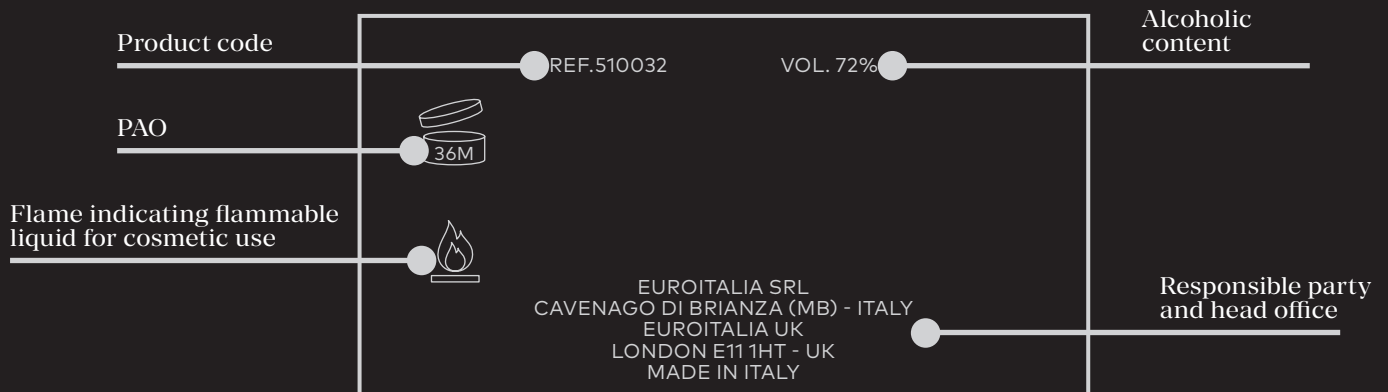 Product code
REF.510032
VOL. 72%
Alcoholic
content
PAO
36M
Flame indicating flammable
liquid for cosmetic use
EUROITALIA SRL
CAVENAGO DI BRIANZA (MB) - ITALY
EUROITALIA UK
LONDON E11 1HT - UK
MADE IN ITALY
Responsible party
and head office